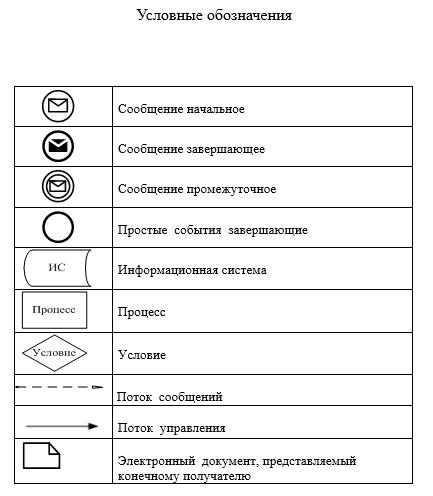 Условные обозначения
Сообщение начальное
Сообщение завершающее
Сообщение промежуточное
Простые события завершающие
ИС
Информационная система
Процесс
Процесс
Условие
Условие
Поток сообщений
Поток управления
Электронный документ, представляемый
конечному получателю